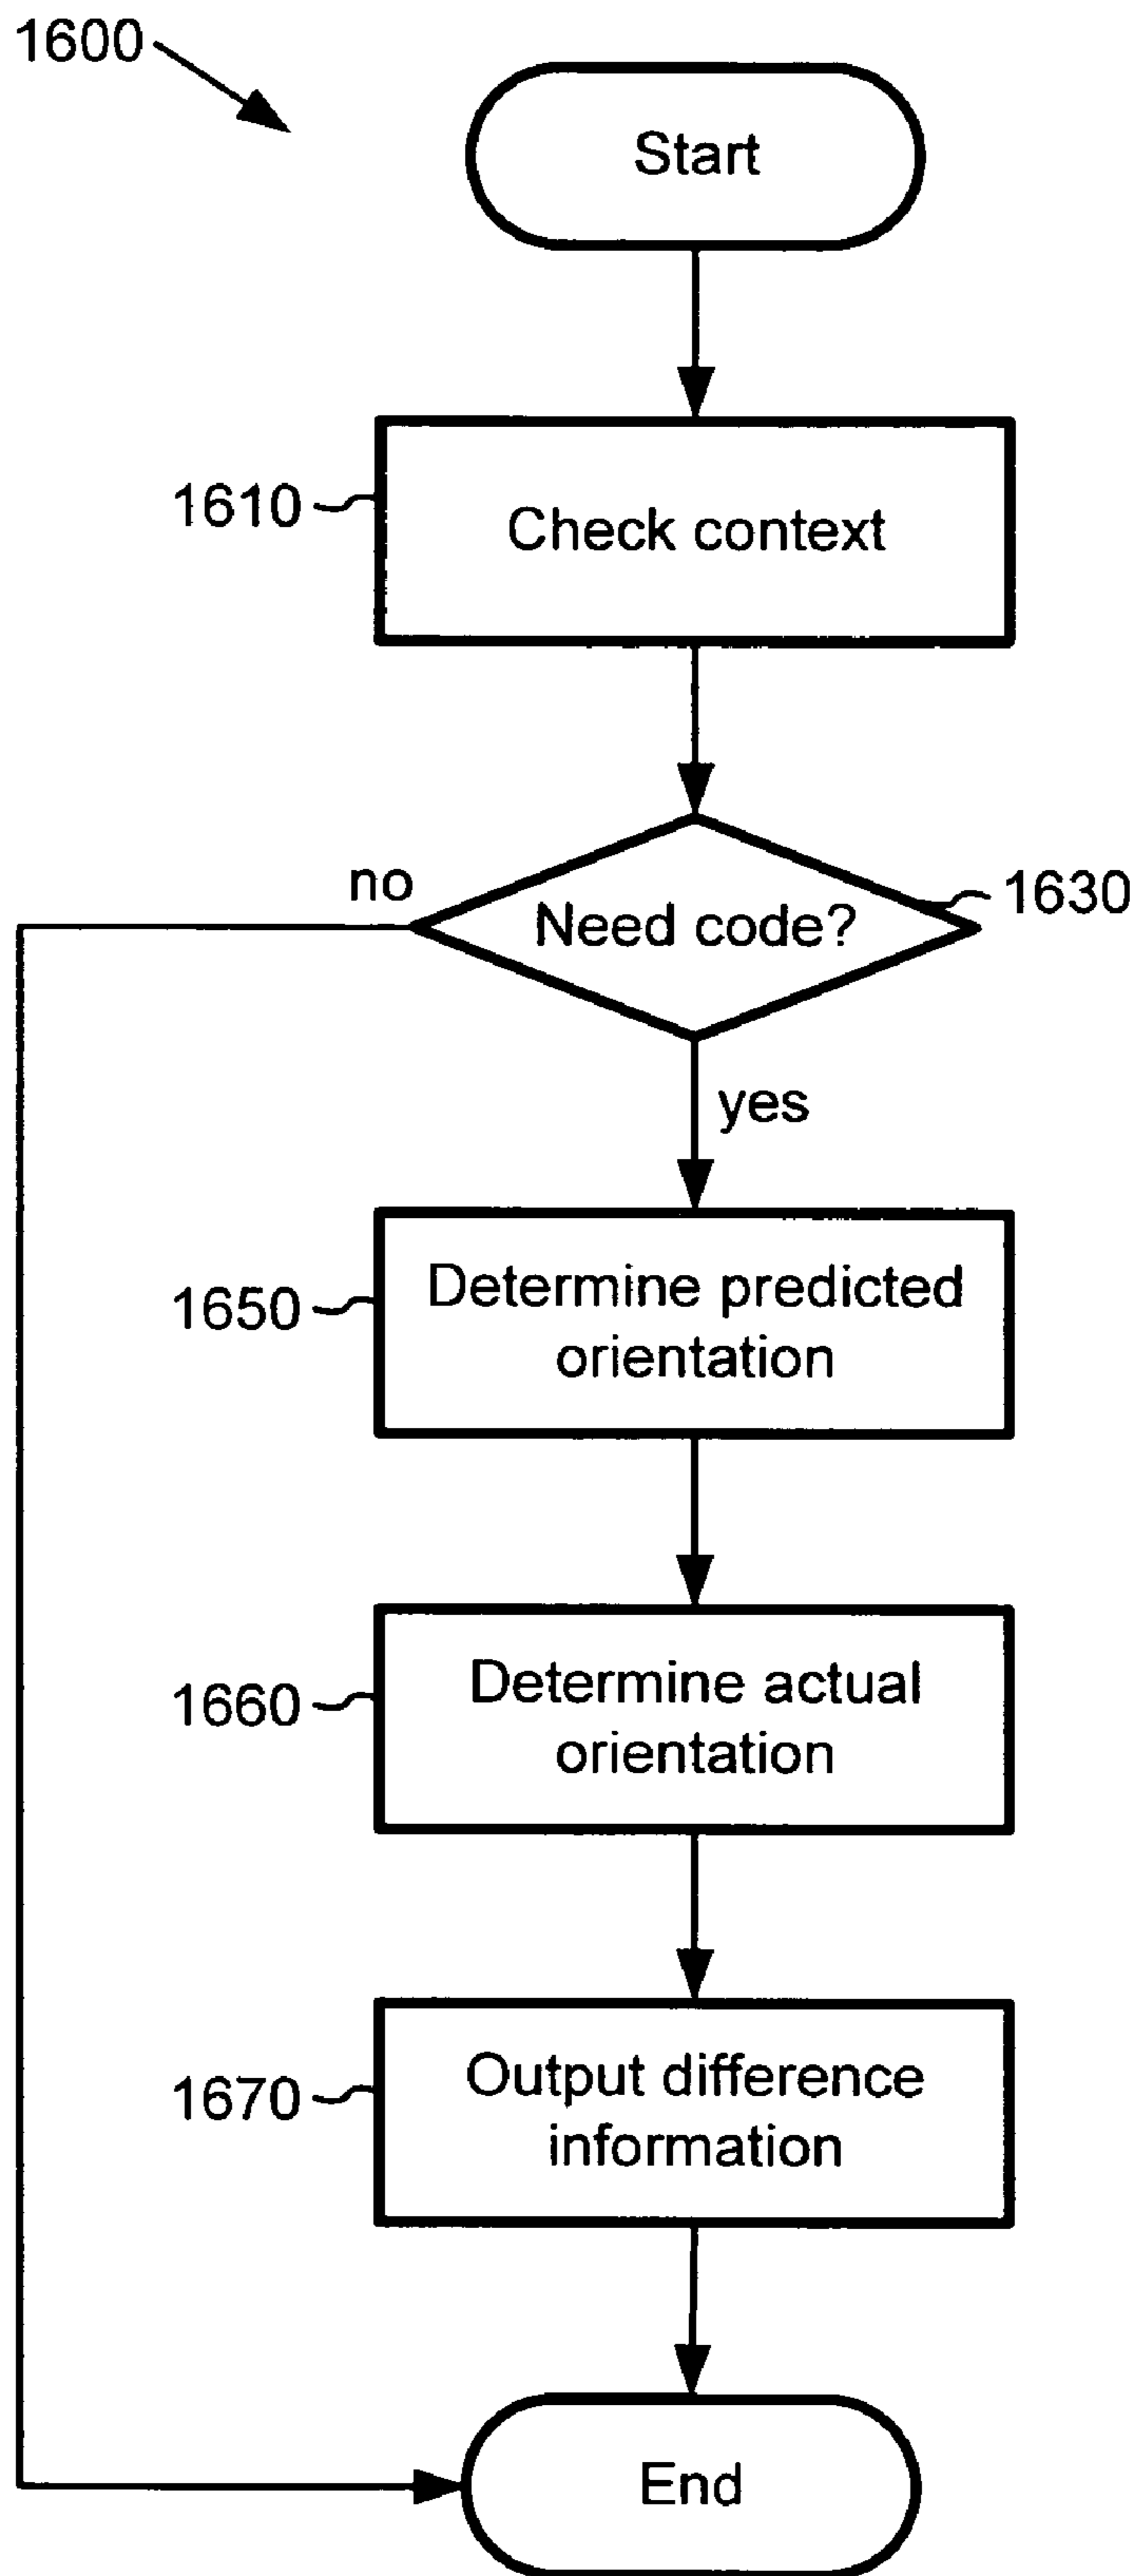 1600
Start
1610
Check context
no
Need code?
1630
yes
1650
Determine predicted
orientation
1660
Determine actual
orientation
1670
Output difference
information
End